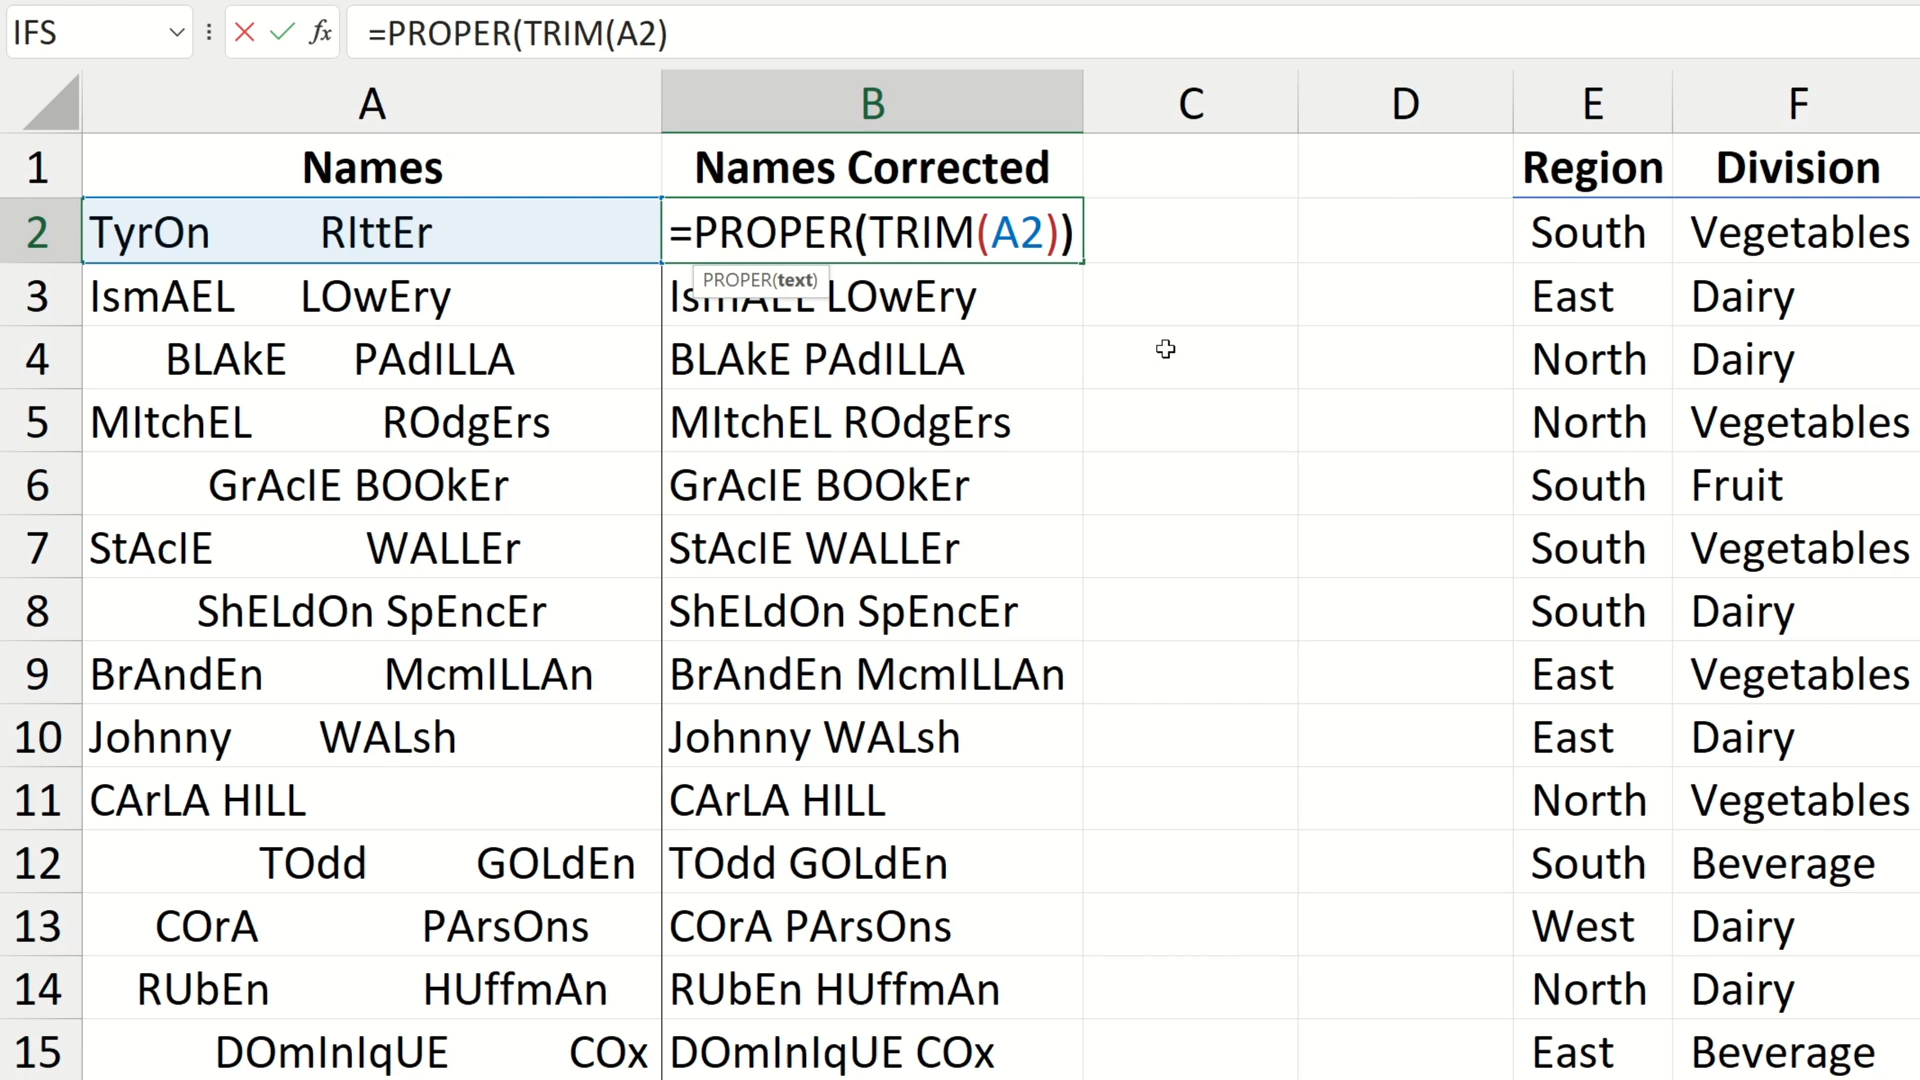 IFS =PROPER(TRIM(A2)
A B C D E F
1 Names Names Corrected Region Division
2 TyrOn RIttEr =PROPER(TRIM(A2)) South Vegetables
PROPER(text)
3 IsmAEL LOwEry IsmAEL LOwEry East Dairy
4 BLAkE PAdILLA BLAkE PAdILLA North Dairy
5 MItchEL ROdgErs MItchEL ROdgErs North Vegetables
6 GrAcIE BOOkEr GrAcIE BOOkEr South Fruit
7 StAcIE WALLEr StAcIE WALLEr South Vegetables
8 ShELdOn SpEncEr ShELdOn SpEncEr South Dairy
9 BrAndEn McmILLAn BrAndEn McmILLAn East Vegetables
10 Johnny WALsh Johnny WALsh East Dairy
11 CArLA HILL CArLA HILL North Vegetables
12 TOdd GOLdEn TOdd GOLdEn South Beverage
13 COrA PArsOns COrA PArsOns West Dairy
14 RUbEn HUffmAn RUbEn HUffmAn North Dairy
15 DOmInIqUE COx DOmInIqUE COx East Beverage